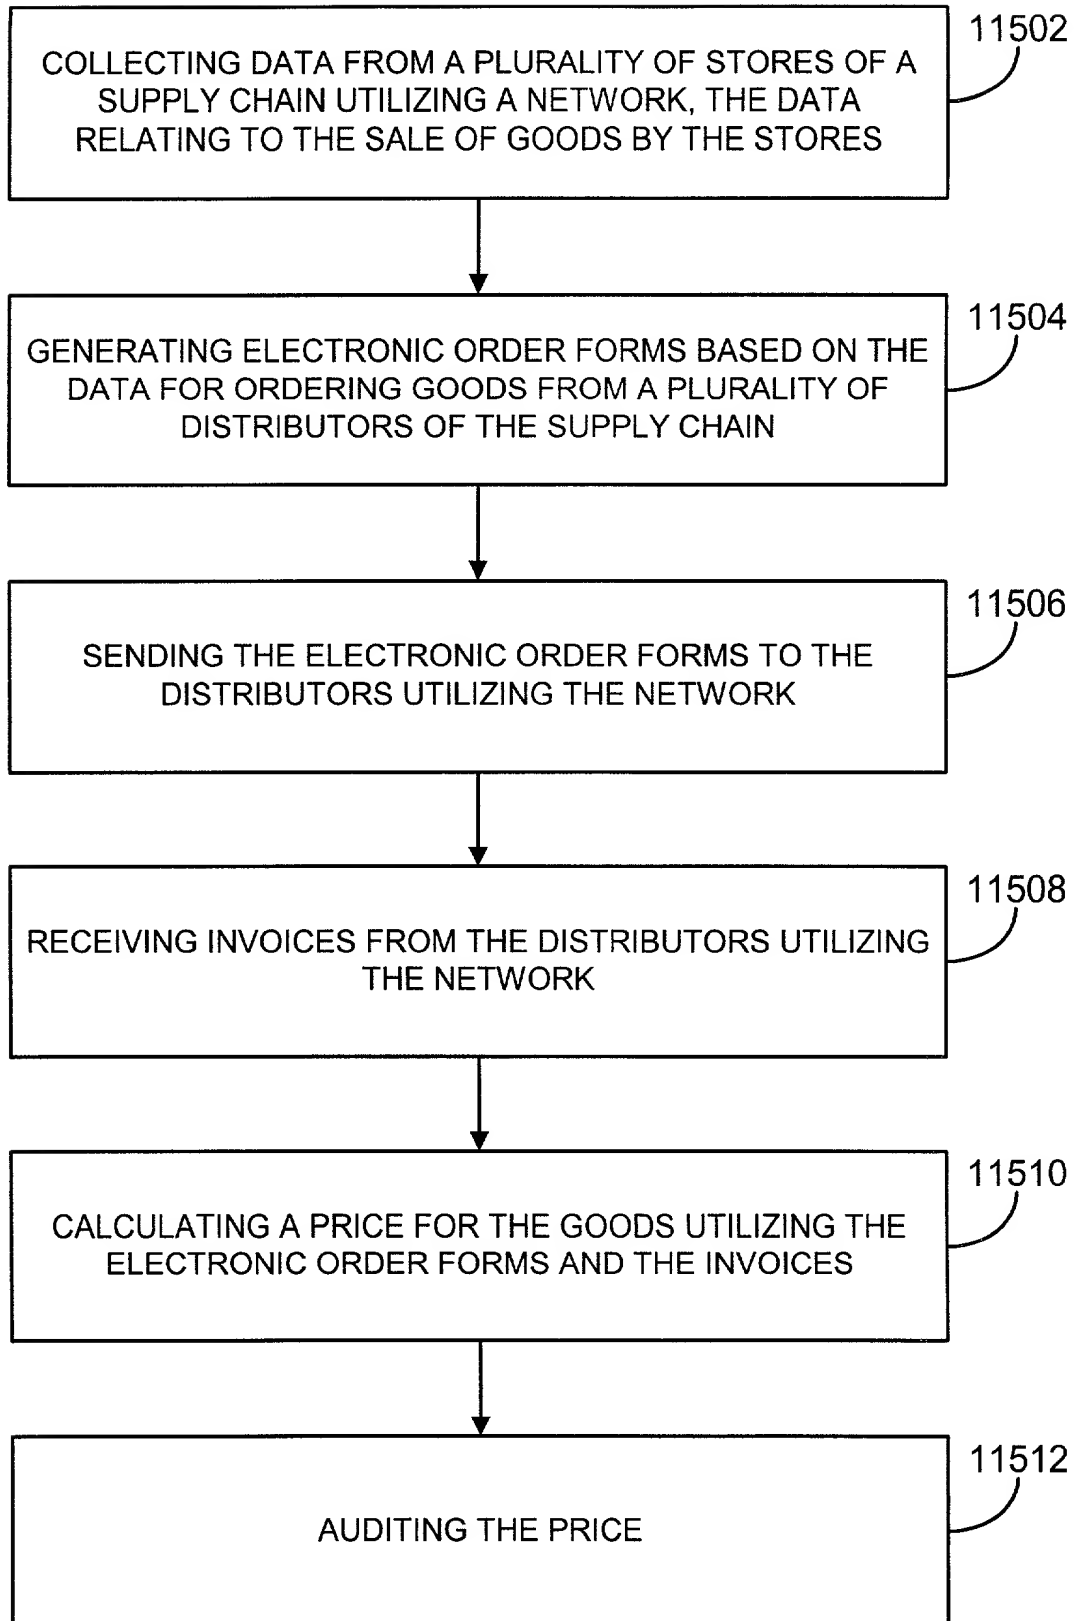 11502
COLLECTING DATA FROM A PLURALITY OF STORES OF A
SUPPLY CHAIN UTILIZING A NETWORK, THE DATA
RELATING TO THE SALE OF GOODS BY THE STORES
11504
GENERATING ELECTRONIC ORDER FORMS BASED ON THE
DATA FOR ORDERING GOODS FROM A PLURALITY OF
DISTRIBUTORS OF THE SUPPLY CHAIN
11506
SENDING THE ELECTRONIC ORDER FORMS TO THE
DISTRIBUTORS UTILIZING THE NETWORK
11508
RECEIVING INVOICES FROM THE DISTRIBUTORS UTILIZING
THE NETWORK
11510
CALCULATING A PRICE FOR THE GOODS UTILIZING THE
ELECTRONIC ORDER FORMS AND THE INVOICES
11512
AUDITING THE PRICE